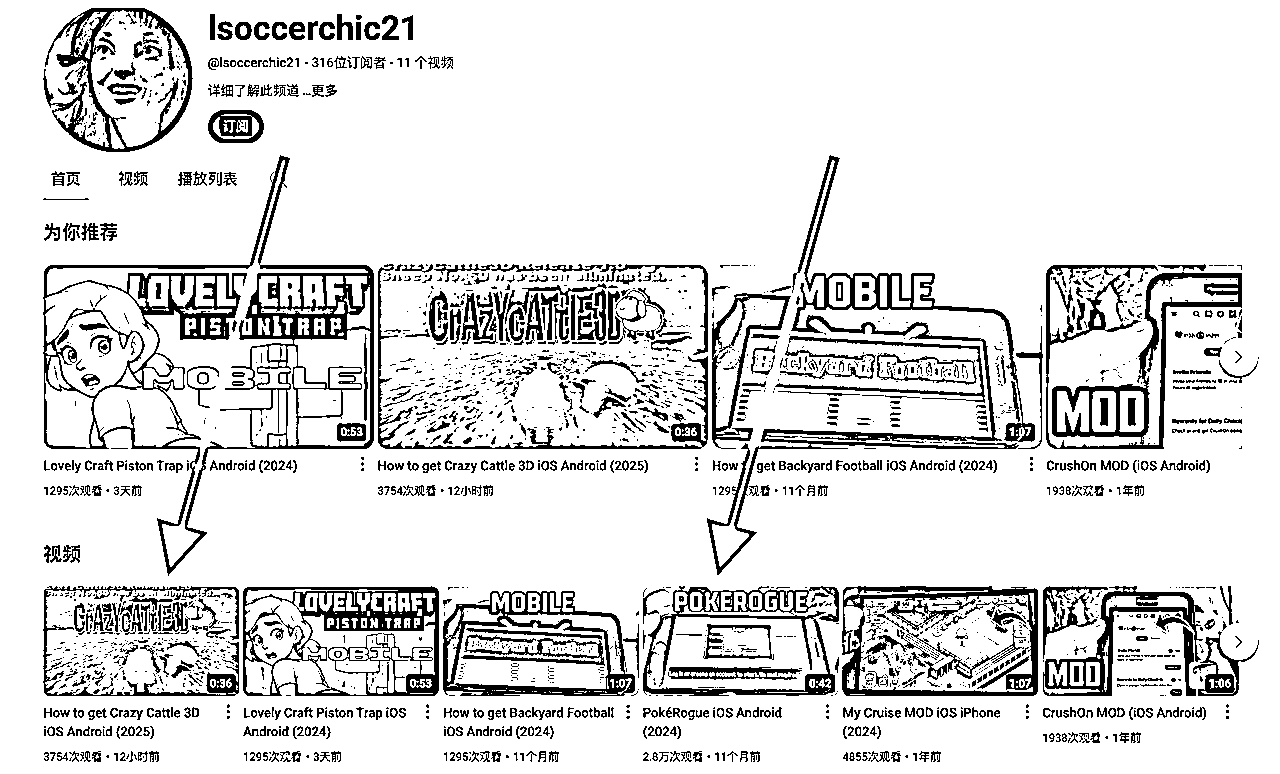 lsoccerchic21
@lsoccerchic21 • 316位订阅者 • 11 个视频
详细了解此频道 ...更多
订阅
首页 视频 播放列表
为你推荐
LOVELY CRAFT
PISTON TRAP
MOBILE
0:53
CRAZYCATTLE3D
0:36
MOBILE
Backyard Football
1:07
MOD
Lovely Craft Piston Trap iOS Android (2024)
1295次观看 • 3天前
How to get Crazy Cattle 3D iOS Android (2025)
3754次观看 • 12小时前
How to get Backyard Football iOS Android (2024)
1295次观看 • 11个月前
CrushOn MOD (iOS Android)
1938次观看 • 1年前
视频
CRAZYCATTLE3D
0:36
LOVELY CRAFT
PISTON TRAP
MOBILE
0:53
MOBILE
Backyard Football
1:07
POKEROGUE
0:42
1:07
MOD
1:06
How to get Crazy Cattle 3D
iOS Android (2025)
3754次观看 • 12小时前
Lovely Craft Piston Trap iOS
Android (2024)
1295次观看 • 3天前
How to get Backyard Football
iOS Android (2024)
1295次观看 • 11个月前
PokéRogue iOS Android
(2024)
2.8万次观看 • 11个月前
My Cruise MOD iOS iPhone
(2024)
4855次观看 • 1年前
CrushOn MOD (iOS Android)
1938次观看 • 1年前